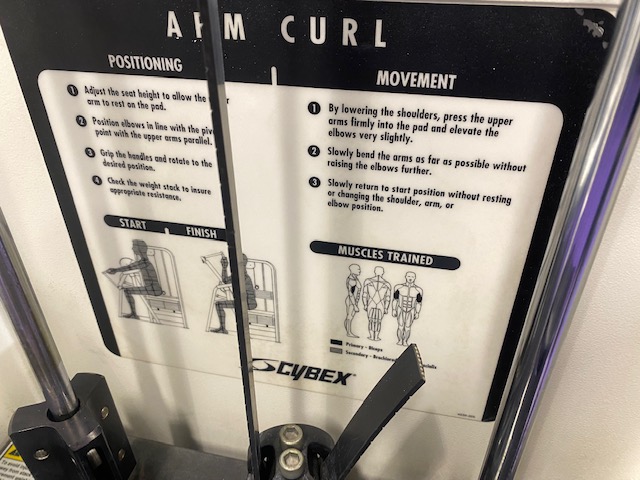 ARM CURL
POSITIONING
1 Adjust the seat height to allow the
arm to rest on the pad.
2 Position elbows in line with the
point with the upper arms parallel.
3 Grip the handles and rotate to the
desired position.
4 Check the weight stack to insure
appropriate resistance.
START FINISH
MOVEMENT
1 By lowering the shoulders, press the upper
arms firmly into the pad and elevate the
elbows very slightly.
2 Slowly bend the arms as far as possible without
raising the elbows further.
3 Slowly return to start position without resting
or changing the shoulder, arm, or
elbow position.
MUSCLES TRAINED
Primary - Biceps
Secondary -
CYBEX